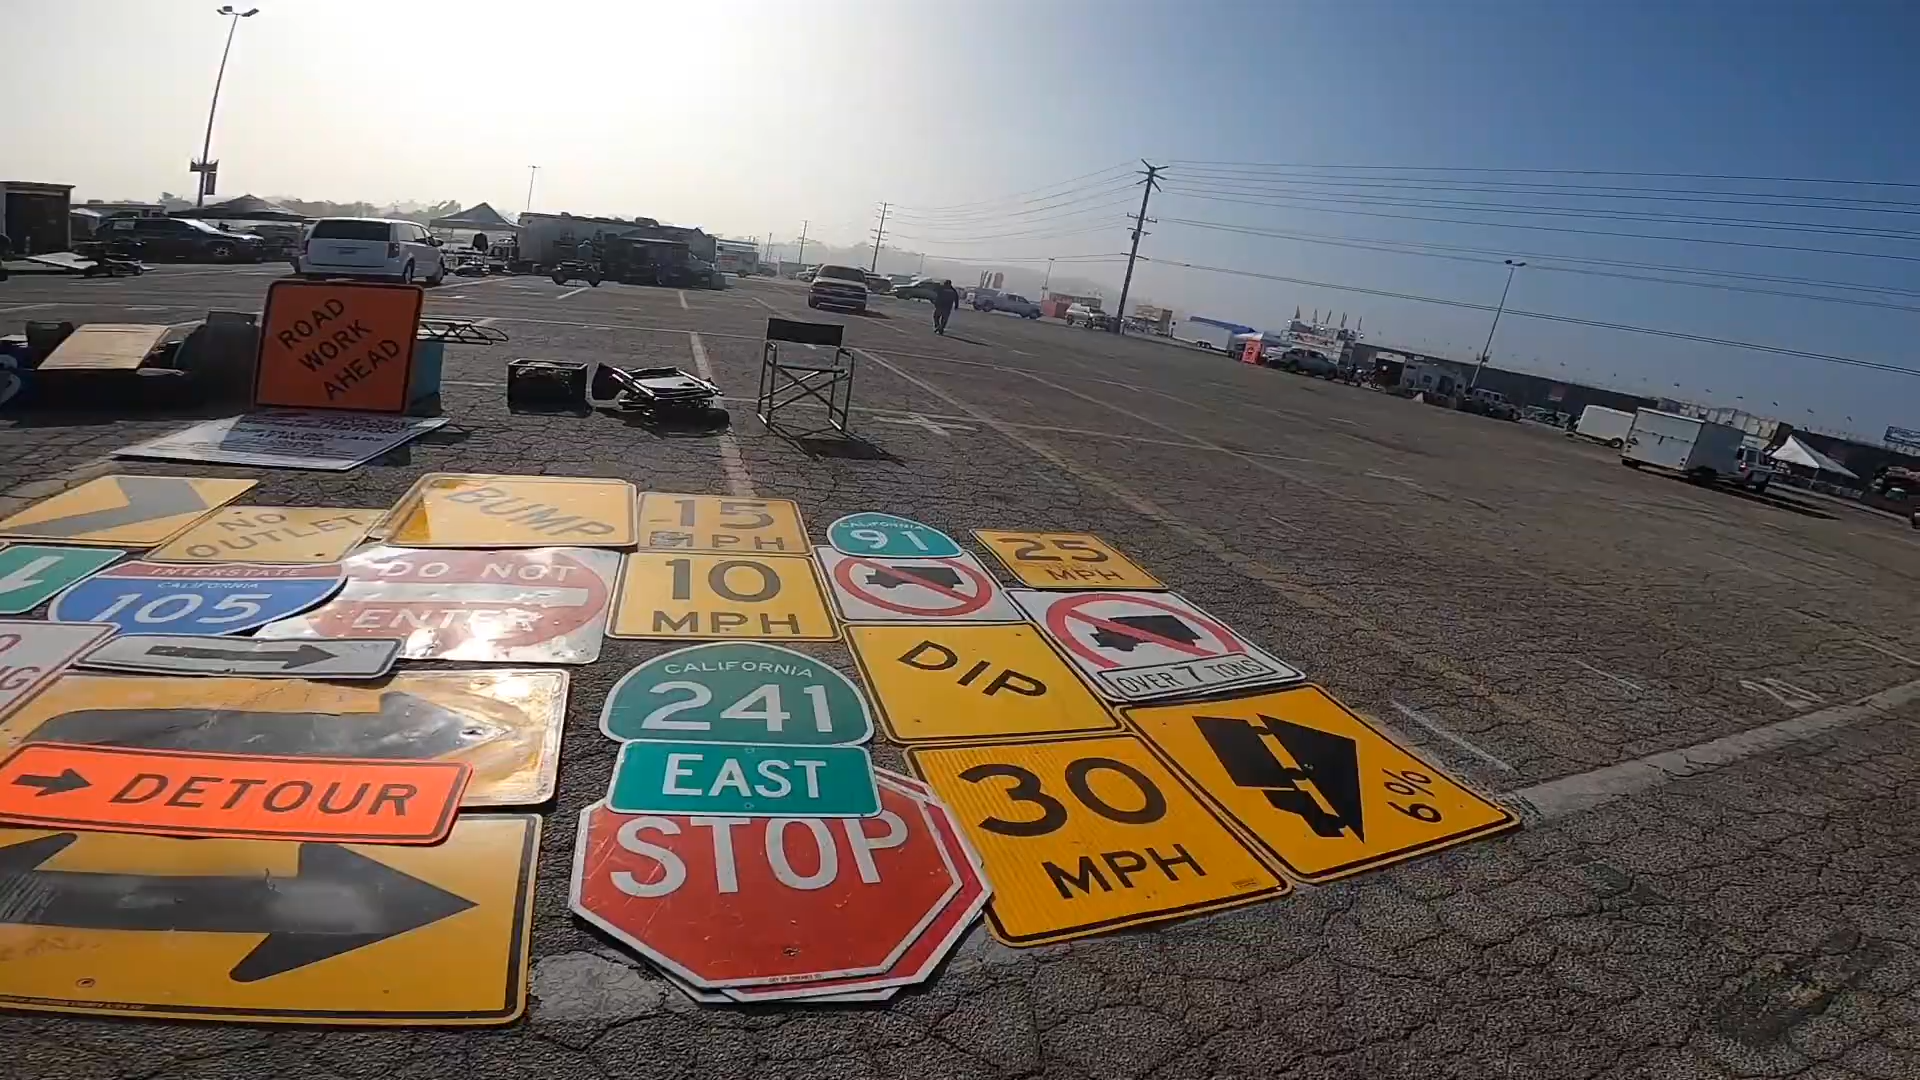 ROAD
WORK
AHEAD
BUMP
NO
OUTLET
15
MPH
CALIFORNIA
91
25
MPH
INTERSTATE
CALIFORNIA
105
DO NOT
ENTER
10
MPH
OVER 7 TONS
DIP
CALIFORNIA
241
EAST
STOP
30
MPH
6%
DETOUR